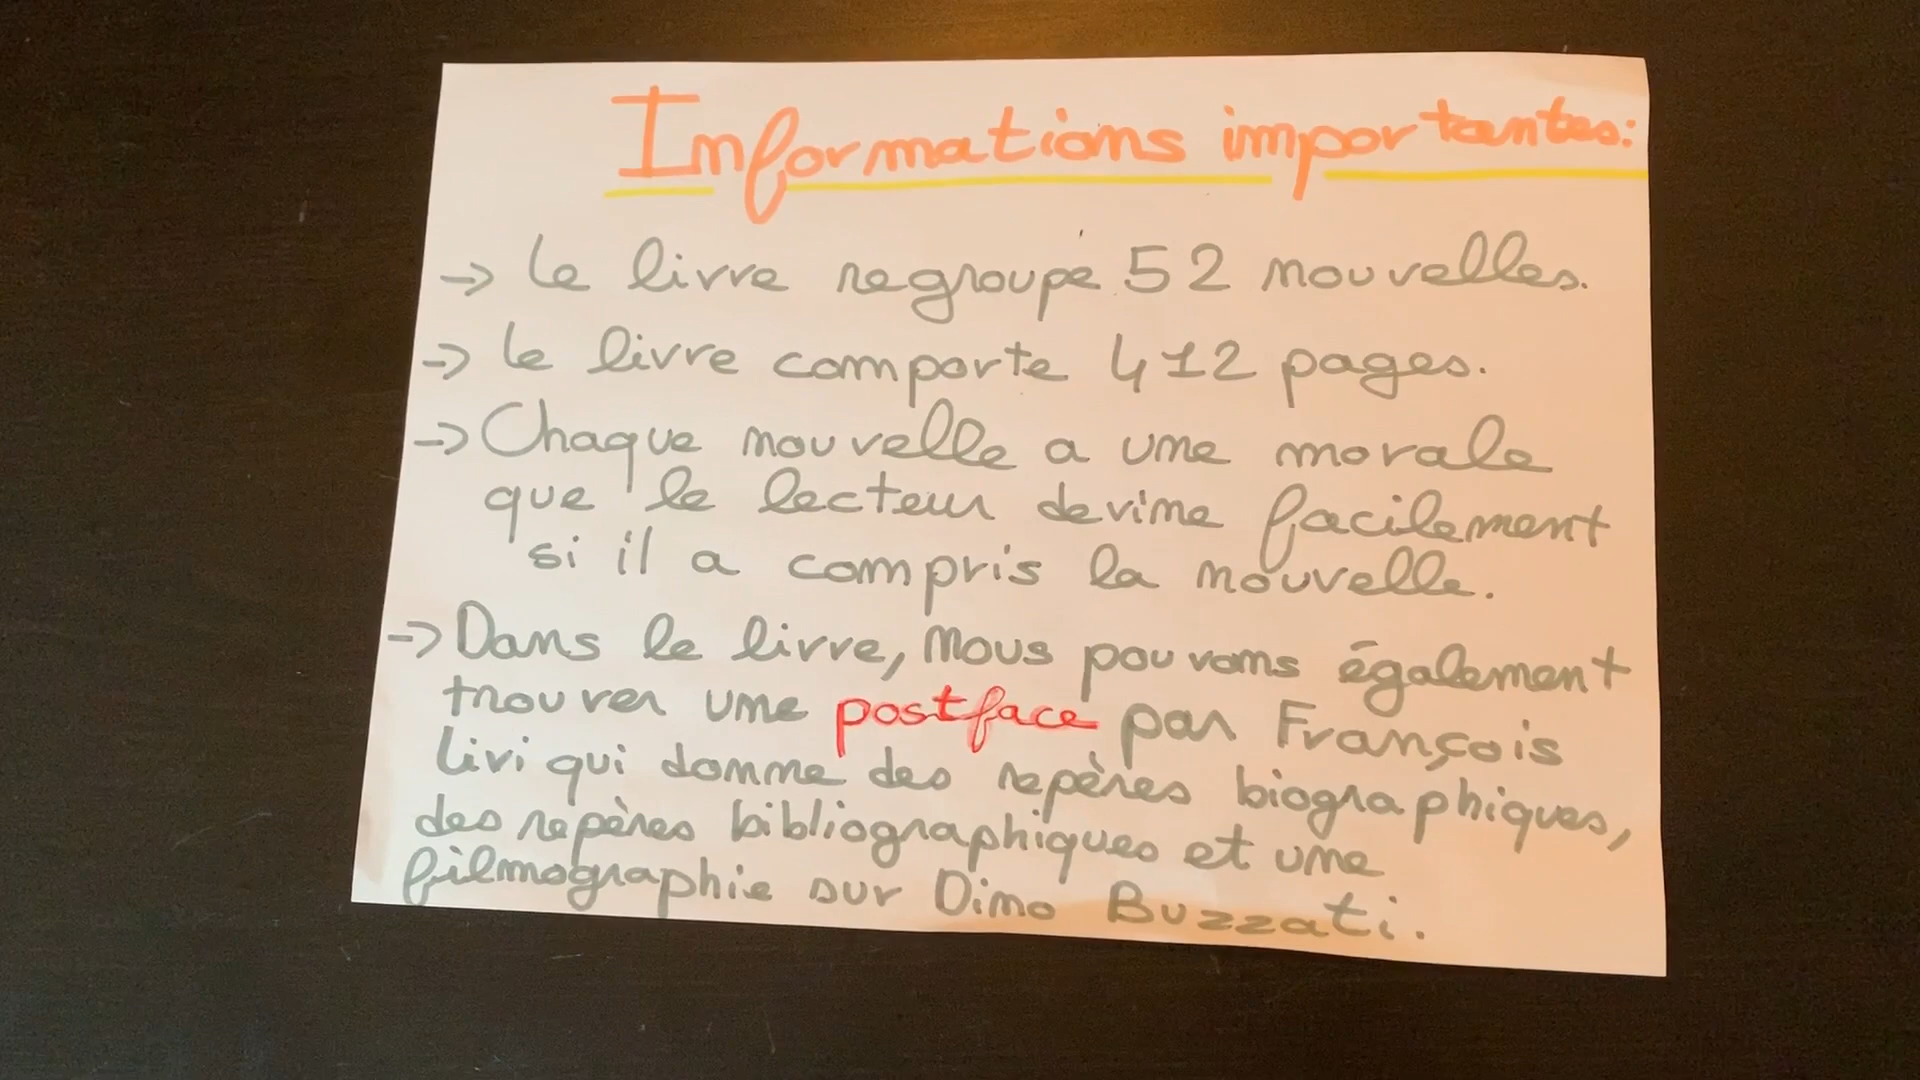 Informations importantes:
-> Le livre regroupe 52 nouvelles.
-> Le livre comporte 412 pages.
-> Chaque nouvelle a une morale
que le lecteur devine facilement
si il a compris la nouvelle.
-> Dans le livre, nous pouvons également
trouver une postface par François
Livi qui donne des repères biographiques,
des repères bibliographiques et une
filmographie sur Dino Buzzati.